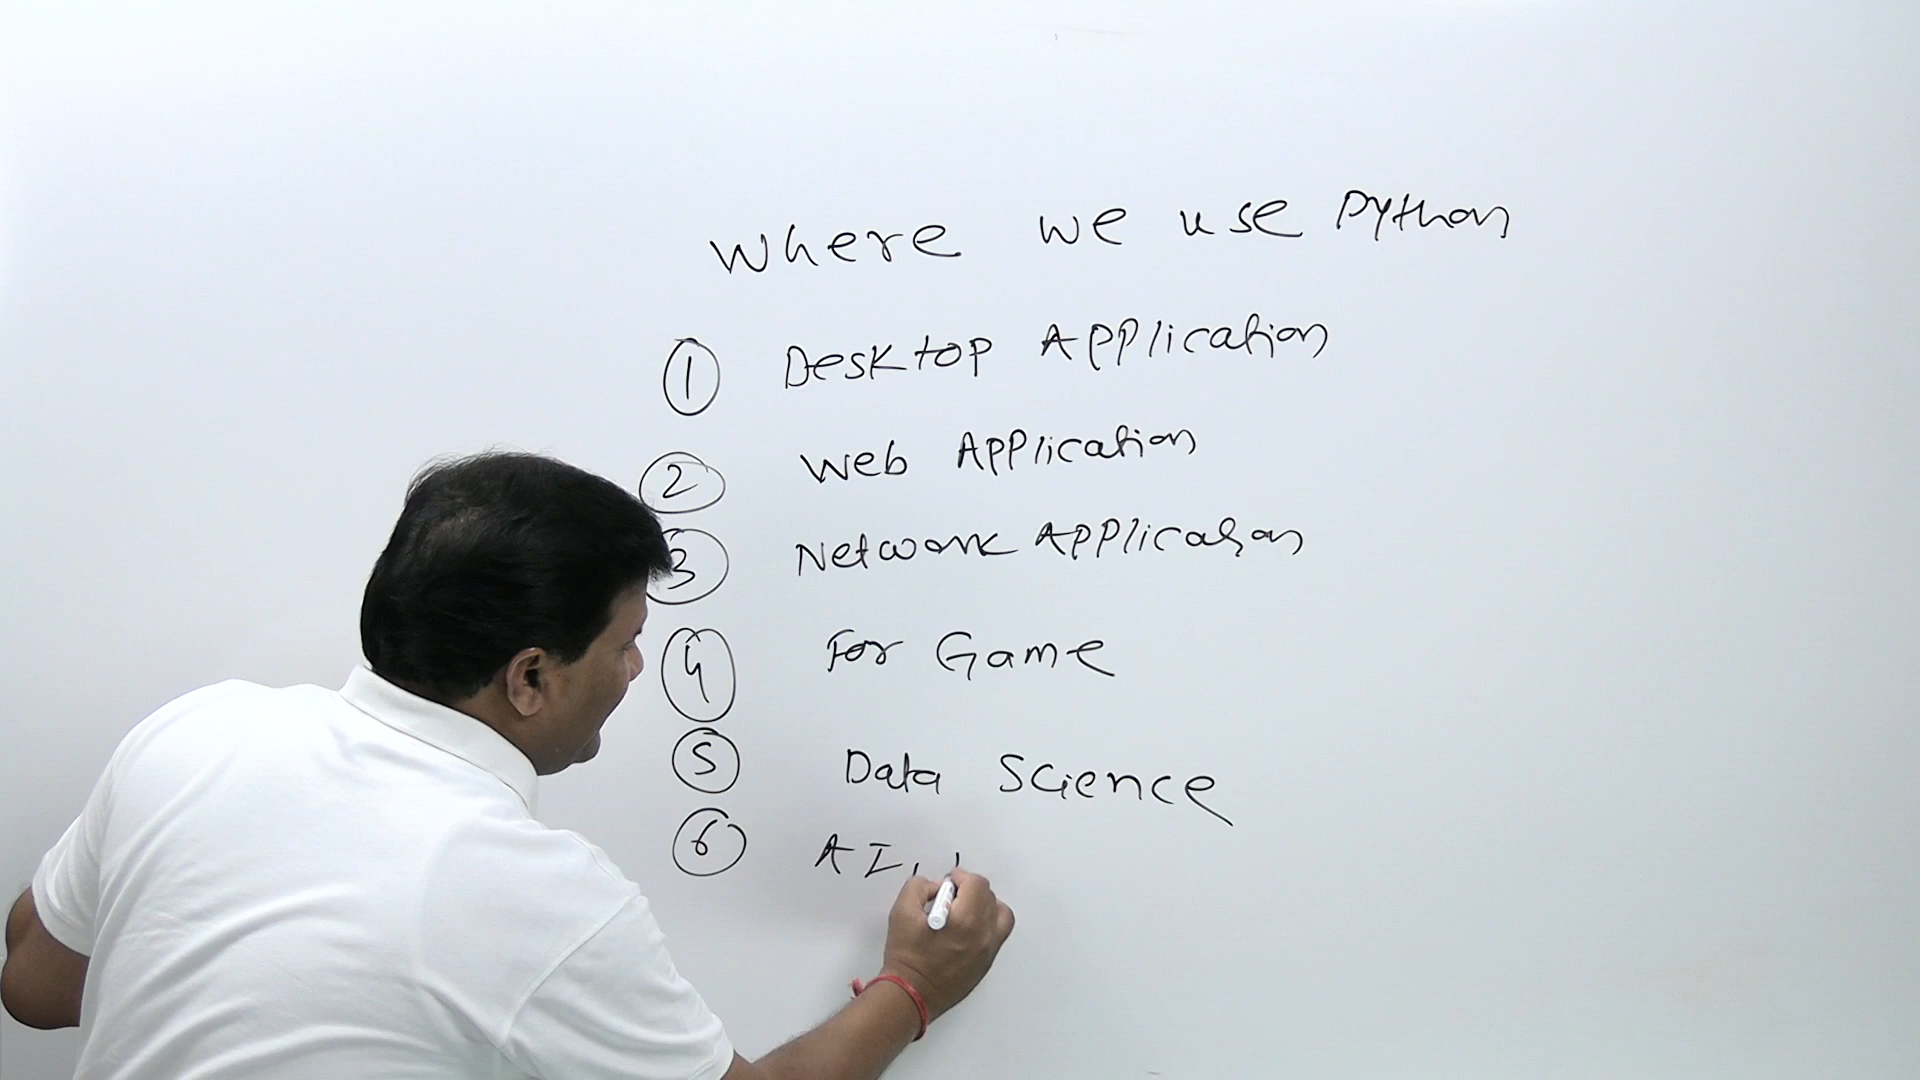 Where we use Python
1 Desktop Application
2 Web Application
3 Network Application
4 For Game
5 Data Science
6 AI,